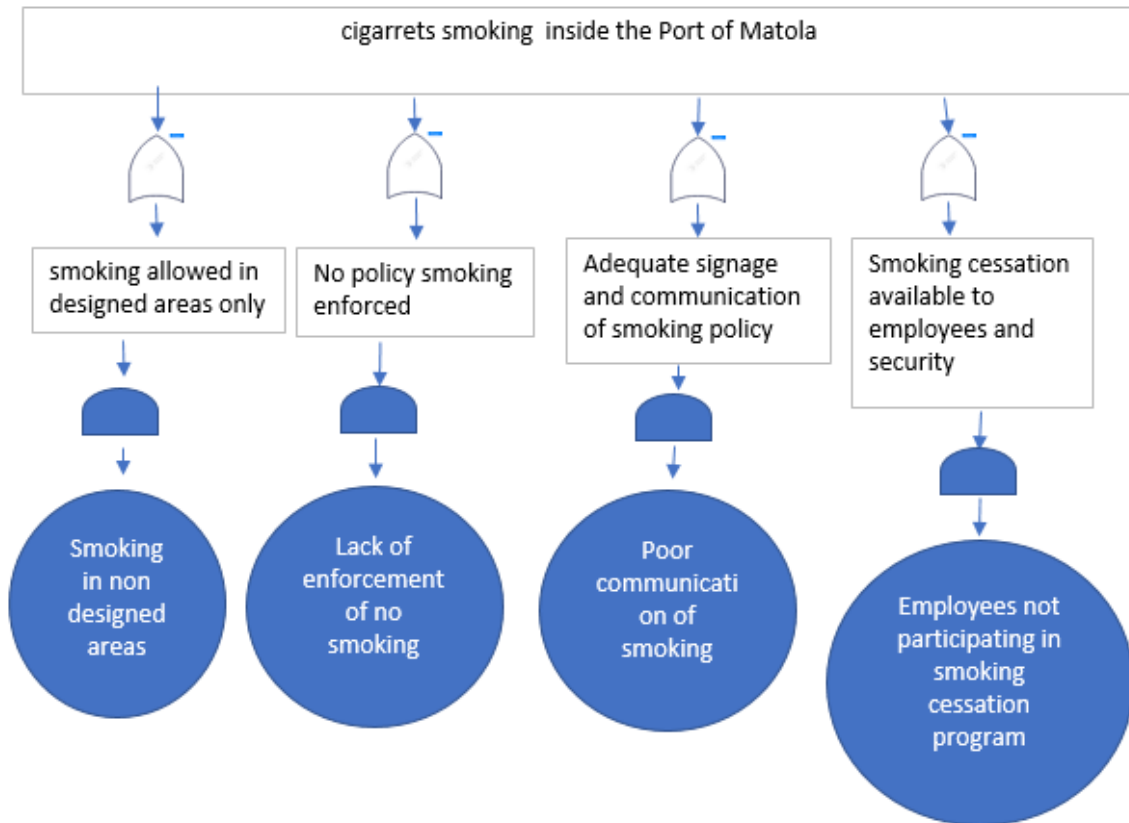 cigarrets smoking  inside the Port of Matola
smoking allowed in
designed areas only
No policy smoking
enforced
Adequate signage
and communication
of smoking policy
Smoking cessation
available to
employees and
security
Smoking
in non
designed
areas
Lack of
enforcement
of no
smoking
Poor
communicati
on of
smoking
Employees not
participating in
smoking
cessation
program